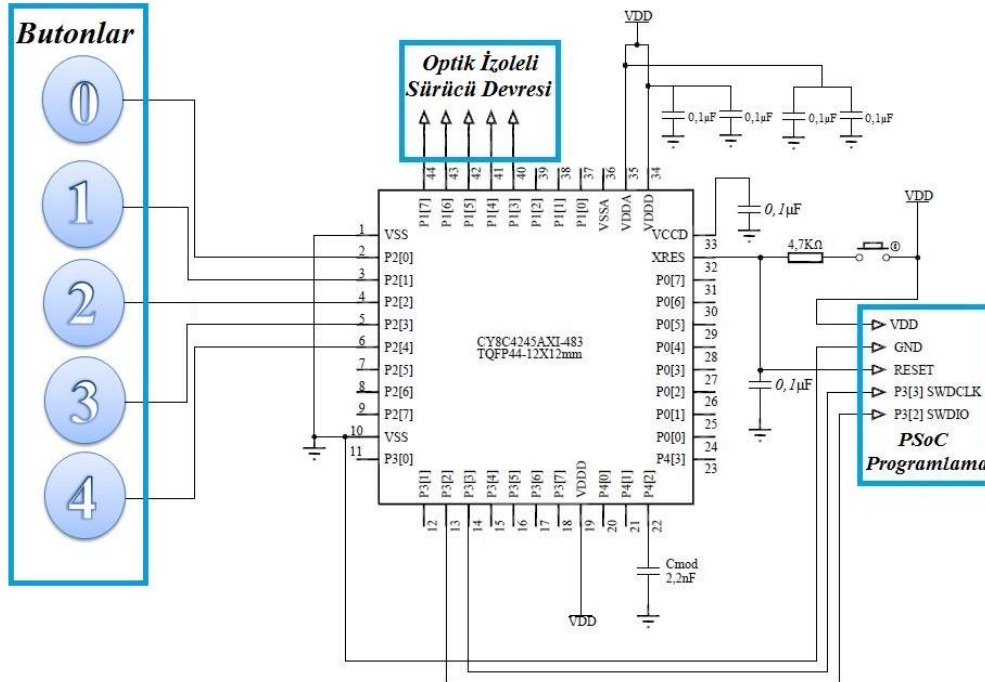 Butonlar
0
1
2
3
4
Optik İzoleli
Sürücü Devresi
VDD
0,1µF
0,1µF
0,1µF
0,1µF
44
43
42
41
40
39
38
37
36
35
34
P1[7]
P1[6]
P1[5]
P1[4]
P1[3]
P1[2]
P1[1]
P1[0]
VSSA
VDDA
VDDD
1 VSS
2 P2[0]
3 P2[1]
4 P2[2]
5 P2[3]
6 P2[4]
7 P2[5]
8 P2[6]
9 P2[7]
10 VSS
11 P3[0]
CY8C4245AXI-483
TQFP44-12X12mm
VCCD 33
XRES 32
P0[7] 31
P0[6] 30
P0[5] 29
P0[4] 28
P0[3] 27
P0[2] 26
P0[1] 25
P0[0] 24
P4[3] 23
P3[1]
P3[2]
P3[3]
P3[4]
P3[5]
P3[6]
P3[7]
VDDD
P4[0]
P4[1]
P4[2]
12
13
14
15
16
17
18
19
20
21
22
0,1µF
4,7KΩ
VDD
0,1µF
VDD
GND
RESET
P3[3] SWDCLK
P3[2] SWDIO
PSoC
Programlama
Cmod
2,2nF
VDD